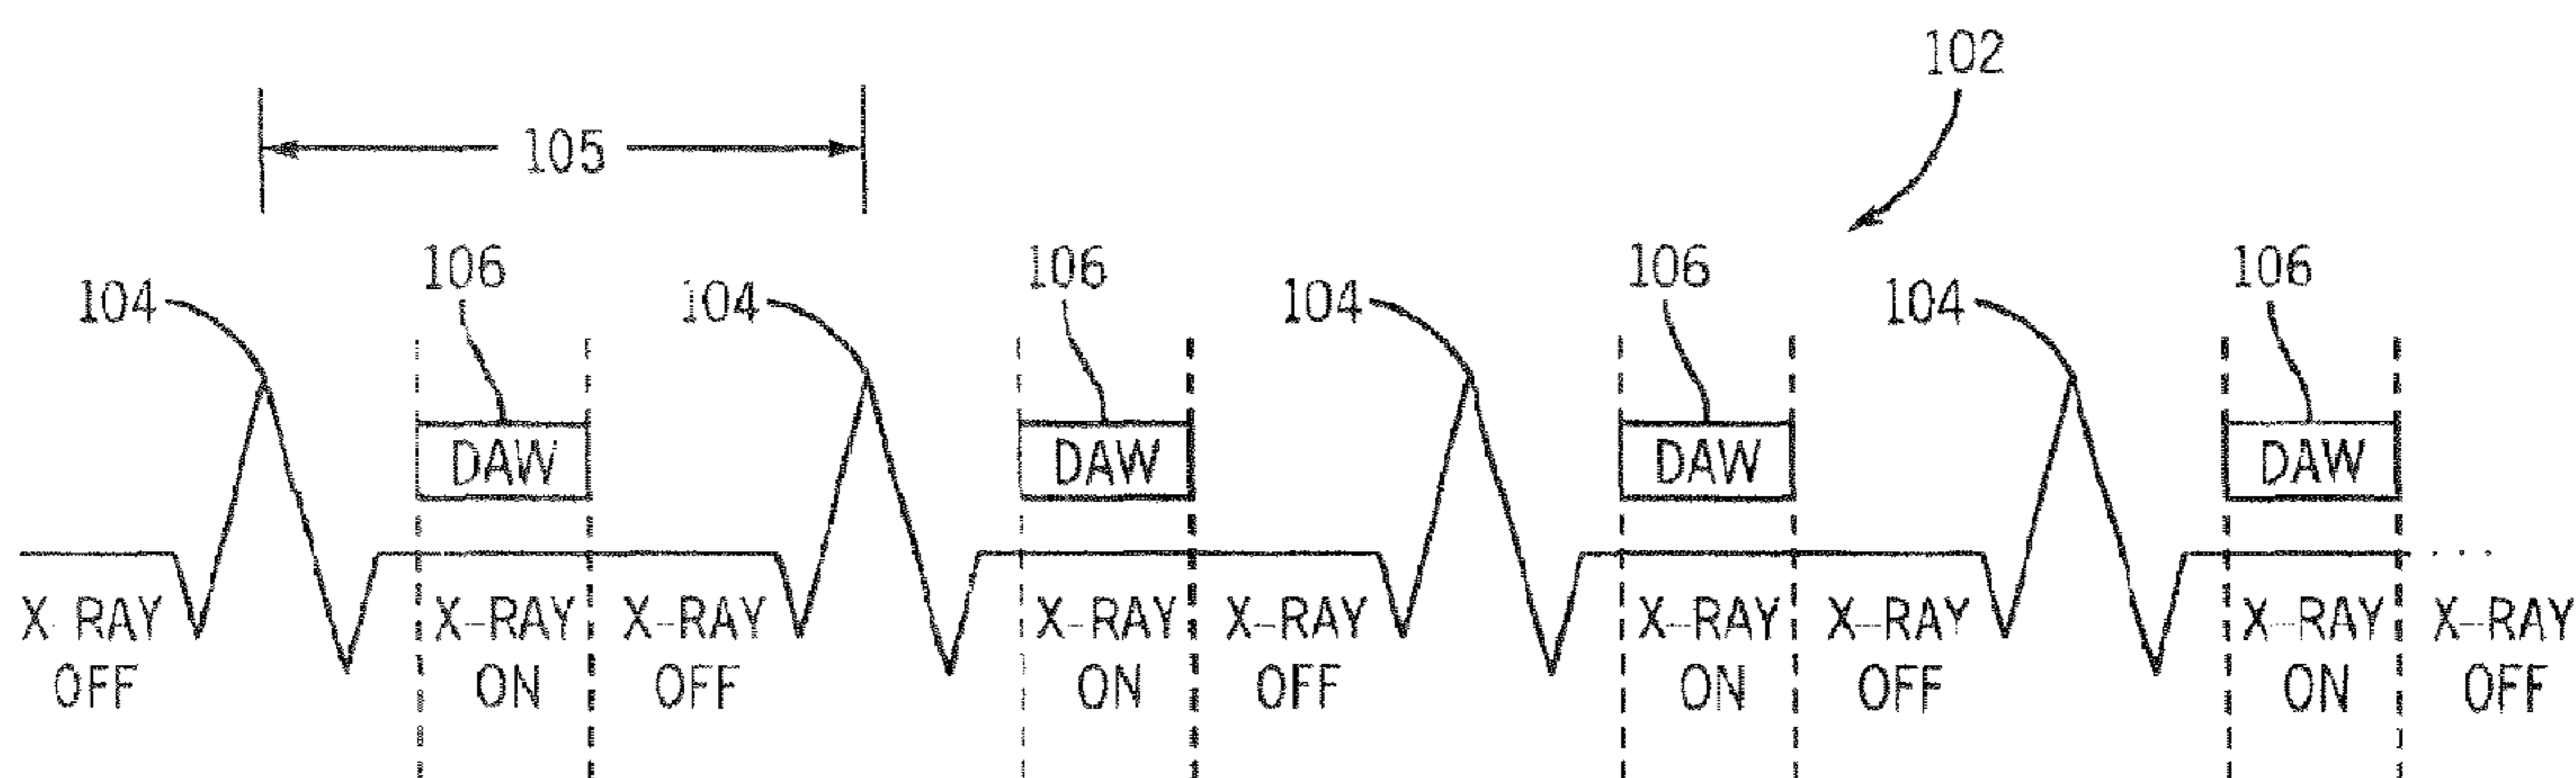 102
105
106 106 106 106
104 104 104 104
DAW DAW DAW DAW
X-RAY X-RAY X-RAY X-RAY X-RAY X-RAY X-RAY X-RAY X-RAY
OFF ON OFF ON OFF ON OFF ON OFF